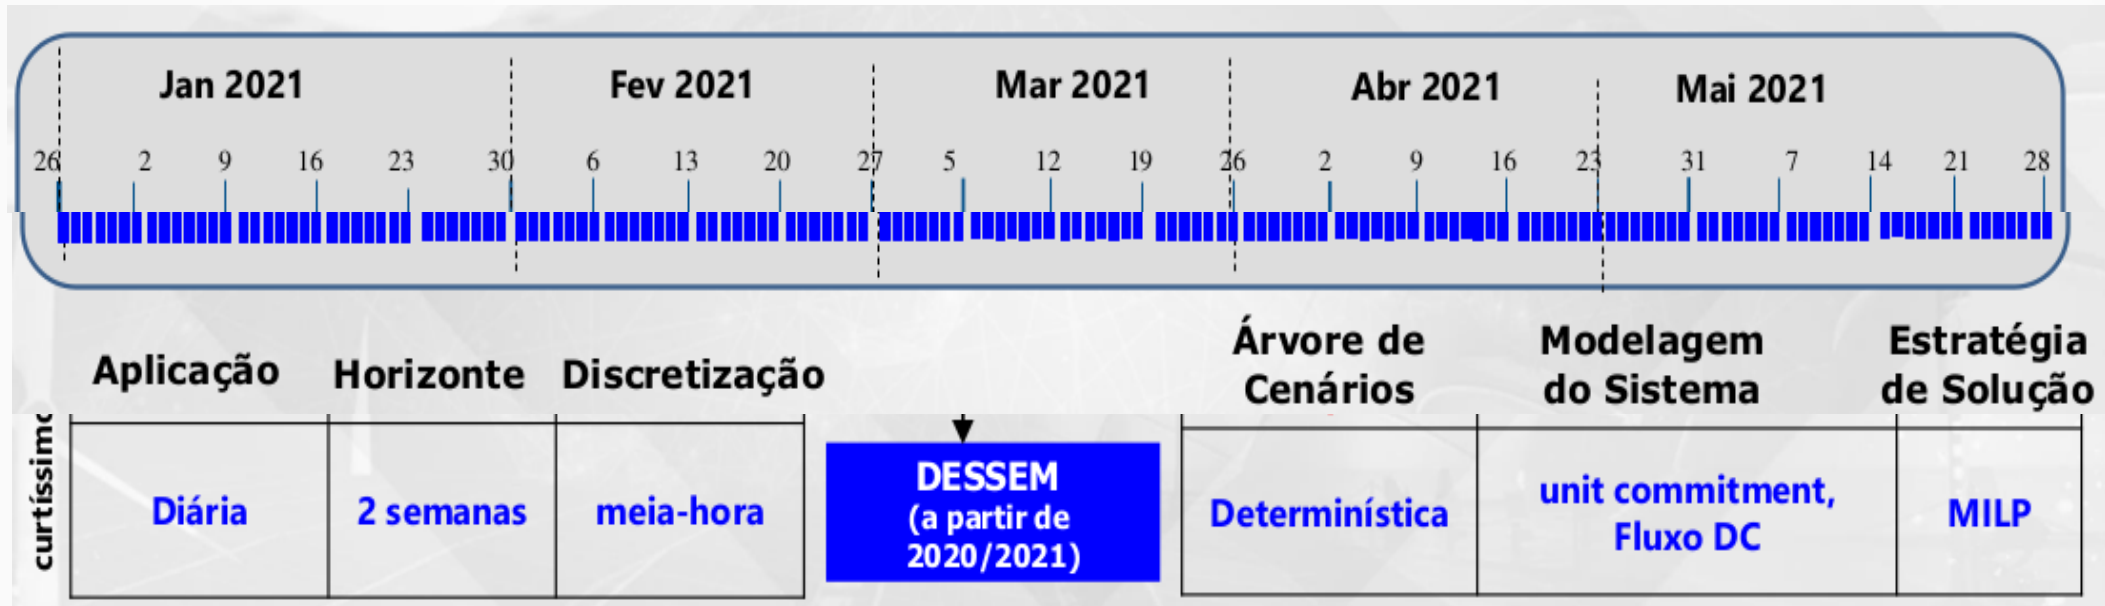 Jan 2021 Fev 2021 Mar 2021 Abr 2021 Mai 2021
26 2 9 16 23 30 6 13 20 27 5 12 19 26 2 9 16 23 31 7 14 21 28
Aplicação Horizonte Discretização
Árvore de
Cenários
Modelagem
do Sistema
Estratégia
de Solução
curtíssimo
Diária
2 semanas
meia-hora
DESSEM
(a partir de
2020/2021)
Determinística
unit commitment,
Fluxo DC
MILP